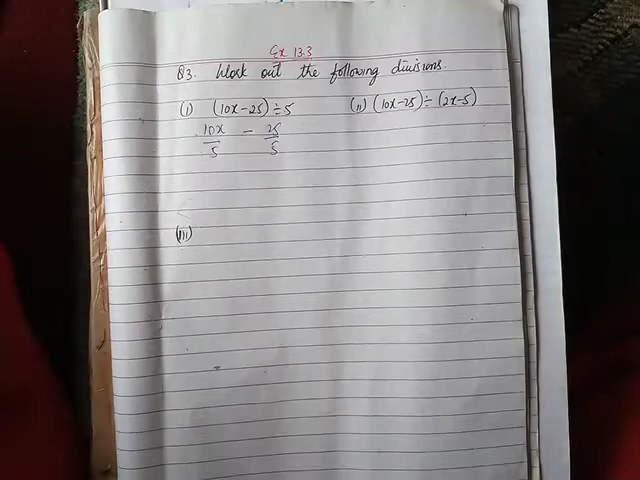 Ex 13.3
Q3. Work out the following divisions.
(i) (10x-25)÷5 (ii) (10x-25)÷(2x-5)
10x/5 - 25/5
(iii)